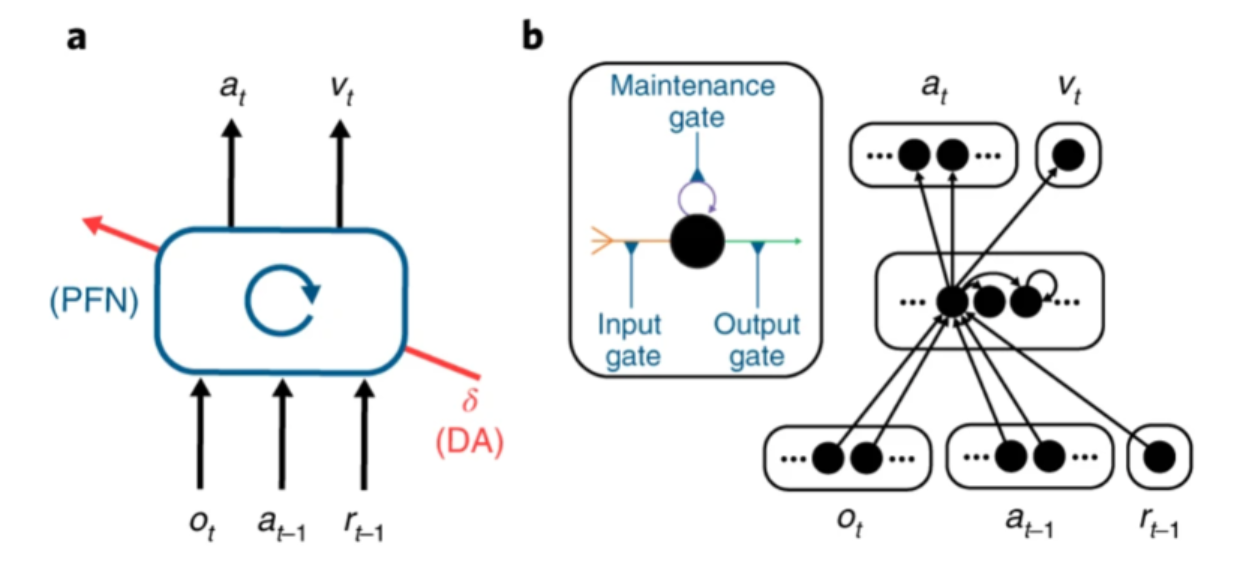 a
a_t
v_t
(PFN)
δ
(DA)
o_t
a_{t–1}
r_{t–1}
b
Maintenance
gate
Input
gate
Output
gate
a_t
v_t
...
...
...
...
...
...
...
...
o_t
a_{t–1}
r_{t–1}